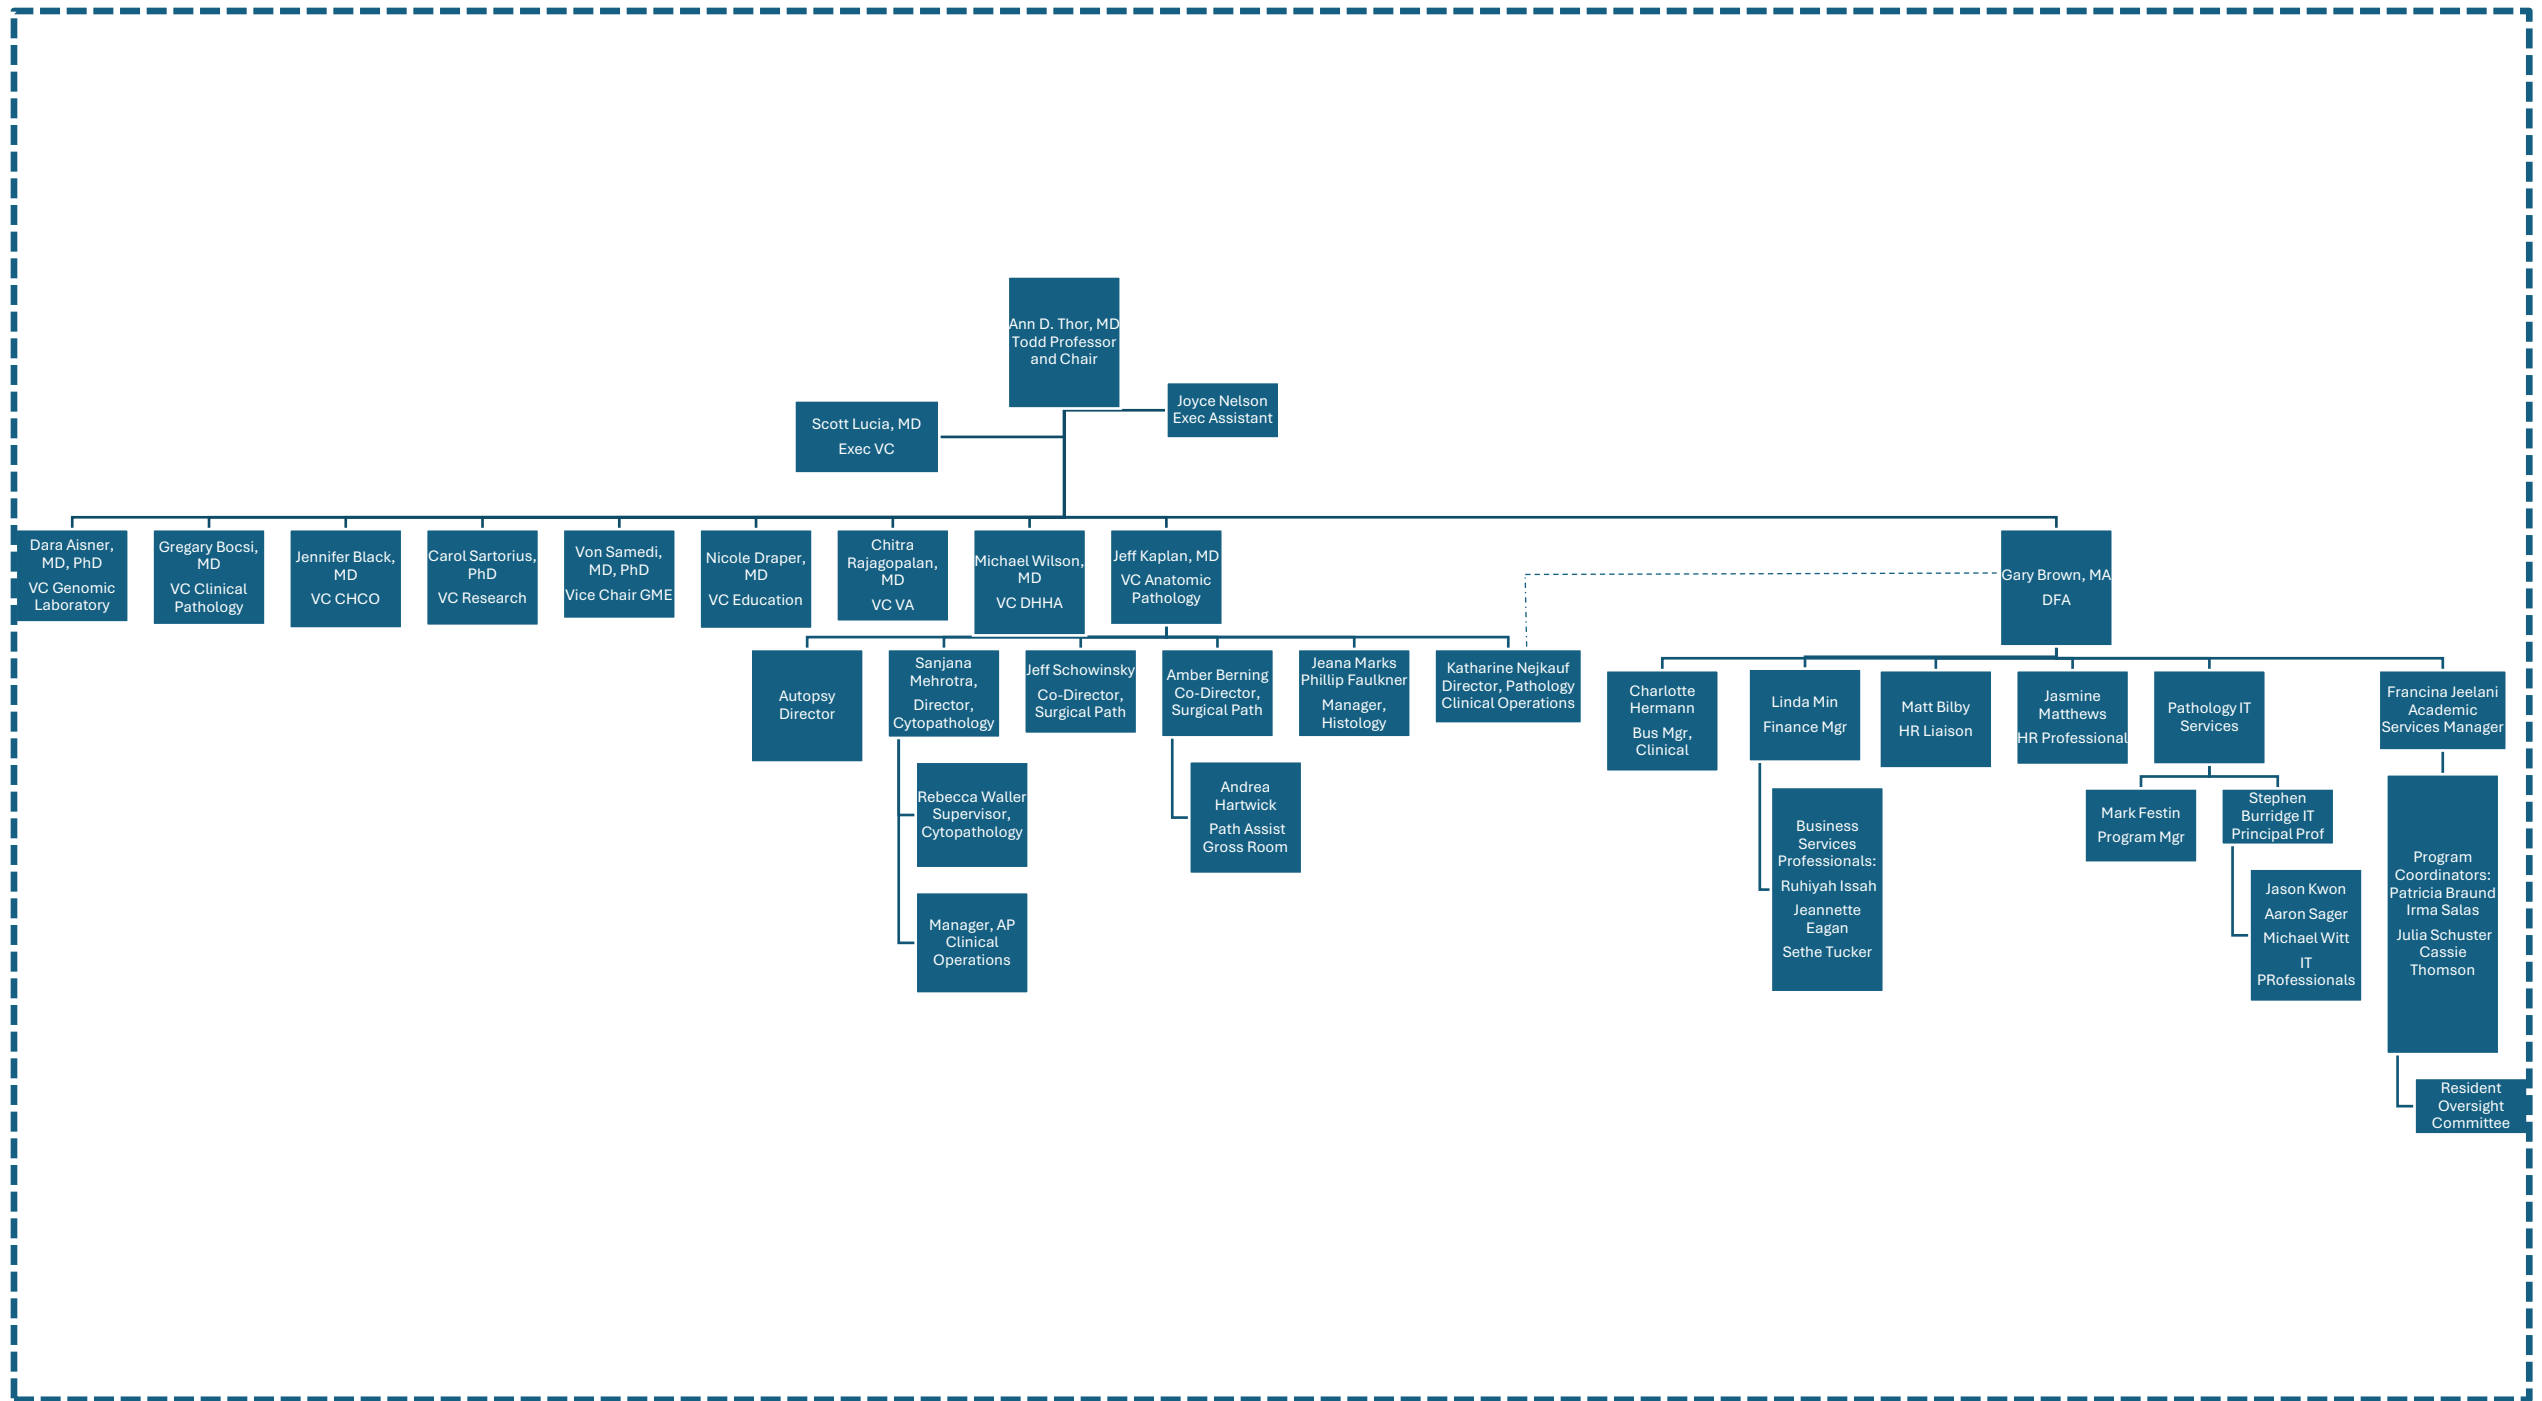 Ann D. Thor, MD
Todd Professor
and Chair
Joyce Nelson
Exec Assistant
Scott Lucia, MD
Exec VC
Dara Aisner,
MD, PhD
VC Genomic
Laboratory
Gregary Bocsi,
MD
VC Clinical
Pathology
Jennifer Black,
MD
VC CHCO
Carol Sartorius,
PhD
VC Research
Von Samedi,
MD, PhD
Vice Chair GME
Nicole Draper,
MD
VC Education
Chitra
Rajagopalan,
MD
VC VA
Michael Wilson,
MD
VC DHHA
Jeff Kaplan, MD
VC Anatomic
Pathology
Gary Brown, MA
DFA
Autopsy
Director
Sanjana
Mehrotra,
Director,
Cytopathology
Jeff Schowinsky
Co-Director,
Surgical Path
Amber Berning
Co-Director,
Surgical Path
Jeana Marks
Phillip Faulkner
Manager,
Histology
Katharine Nejkauf
Director, Pathology
Clinical Operations
Charlotte
Hermann
Bus Mgr,
Clinical
Linda Min
Finance Mgr
Matt Bilby
HR Liaison
Jasmine
Matthews
HR Professional
Pathology IT
Services
Francina Jeelani
Academic
Services Manager
Rebecca Waller
Supervisor,
Cytopathology
Manager, AP
Clinical
Operations
Andrea
Hartwick
Path Assist
Gross Room
Business
Services
Professionals:
Ruhiyah Issah
Jeannette
Eagan
Sethe Tucker
Mark Festin
Program Mgr
Stephen
Burridge IT
Principal Prof
Jason Kwon
Aaron Sager
Michael Witt
IT
PRofessionals
Program
Coordinators:
Patricia Braund
Irma Salas
Julia Schuster
Cassie
Thomson
Resident
Oversight
Committee